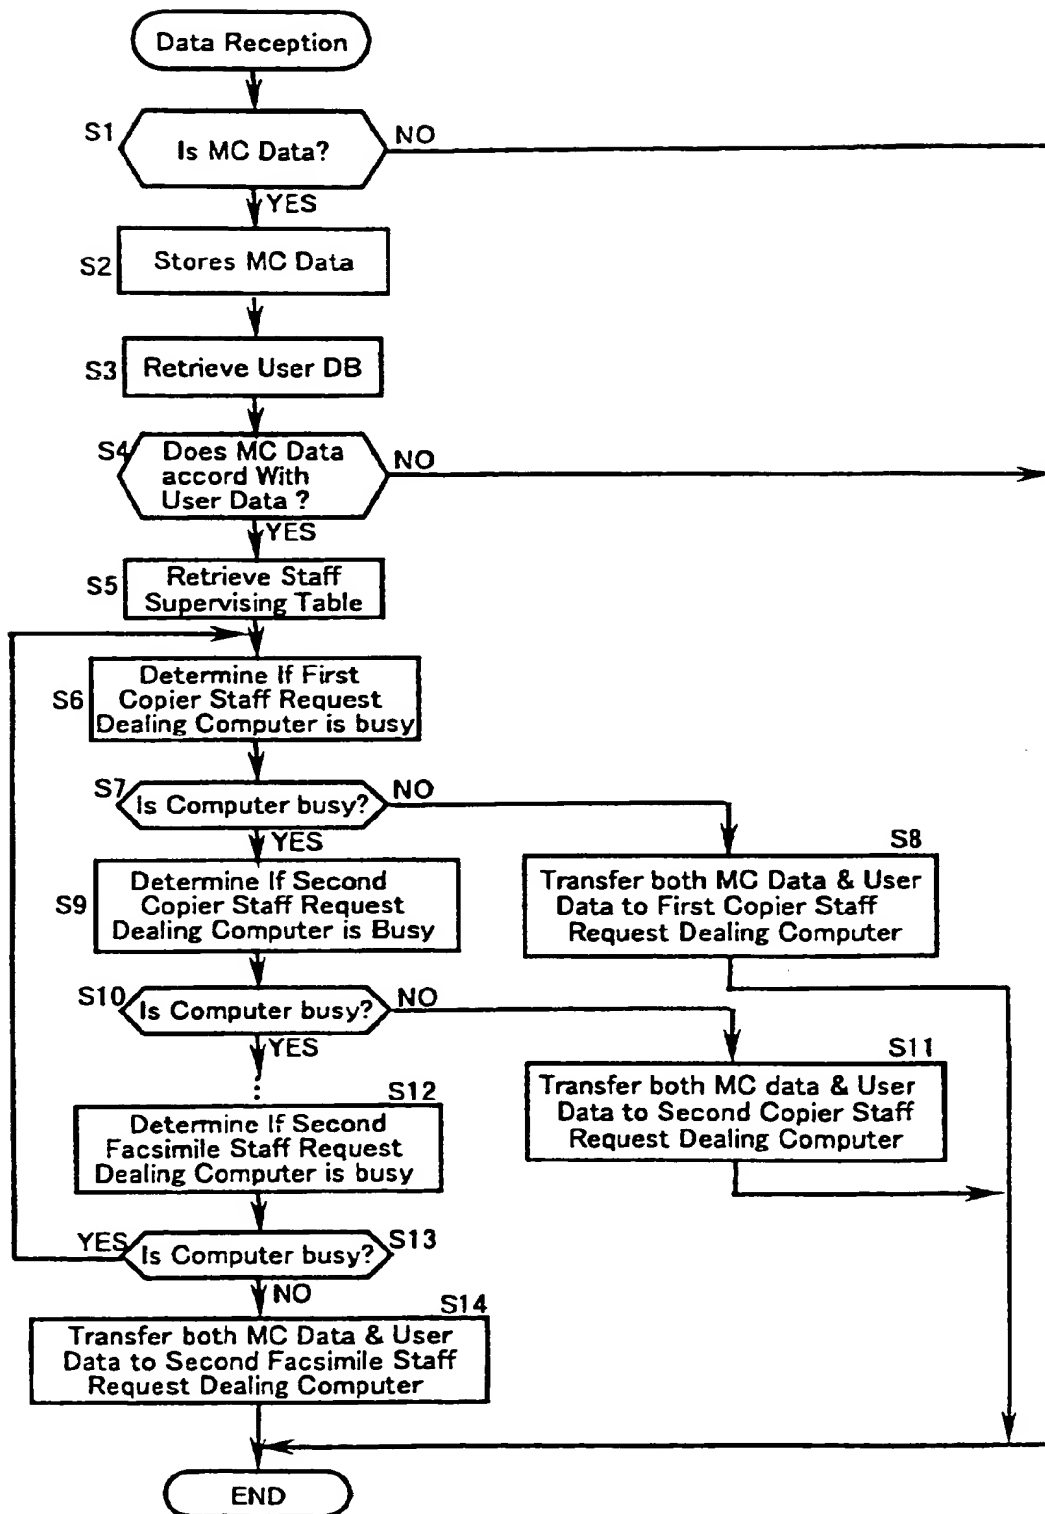 Data Reception
S1
Is MC Data?
NO
YES
S2
Stores MC Data
S3
Retrieve User DB
S4
Does MC Data
accord With
User Data ?
NO
YES
S5
Retrieve Staff
Supervising Table
S6
Determine If First
Copier Staff Request
Dealing Computer is busy
S7
Is Computer busy?
NO
YES
S8
Transfer both MC Data & User
Data to First Copier Staff
Request Dealing Computer
S9
Determine If Second
Copier Staff Request
Dealing Computer is Busy
S10
Is Computer busy?
NO
YES
S11
Transfer both MC data & User
Data to Second Copier Staff
Request Dealing Computer
S12
Determine If Second
Facsimile Staff Request
Dealing Computer is busy
YES
Is Computer busy?
S13
NO
S14
Transfer both MC Data & User
Data to Second Facsimile Staff
Request Dealing Computer
END